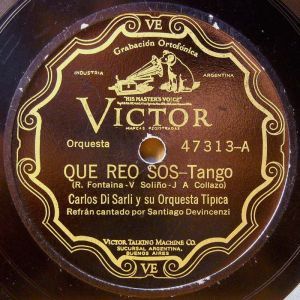 VE
Grabación Ortofónica
INDUSTRIA
ARGENTINA
"HIS MASTER'S VOICE"
VICTOR
MARCAS REGISTRADAS
Orquesta
47313-A
QUE REO SOS-Tango
(R. Fontaina-V Soliño-J A Collazo)
Carlos Di Sarli y su Orquesta Típica
Refrán cantado por Santiago Devincenzi
VICTOR TALKING MACHINE CO.
SUCURSAL ARGENTINA,
BUENOS AIRES
VE